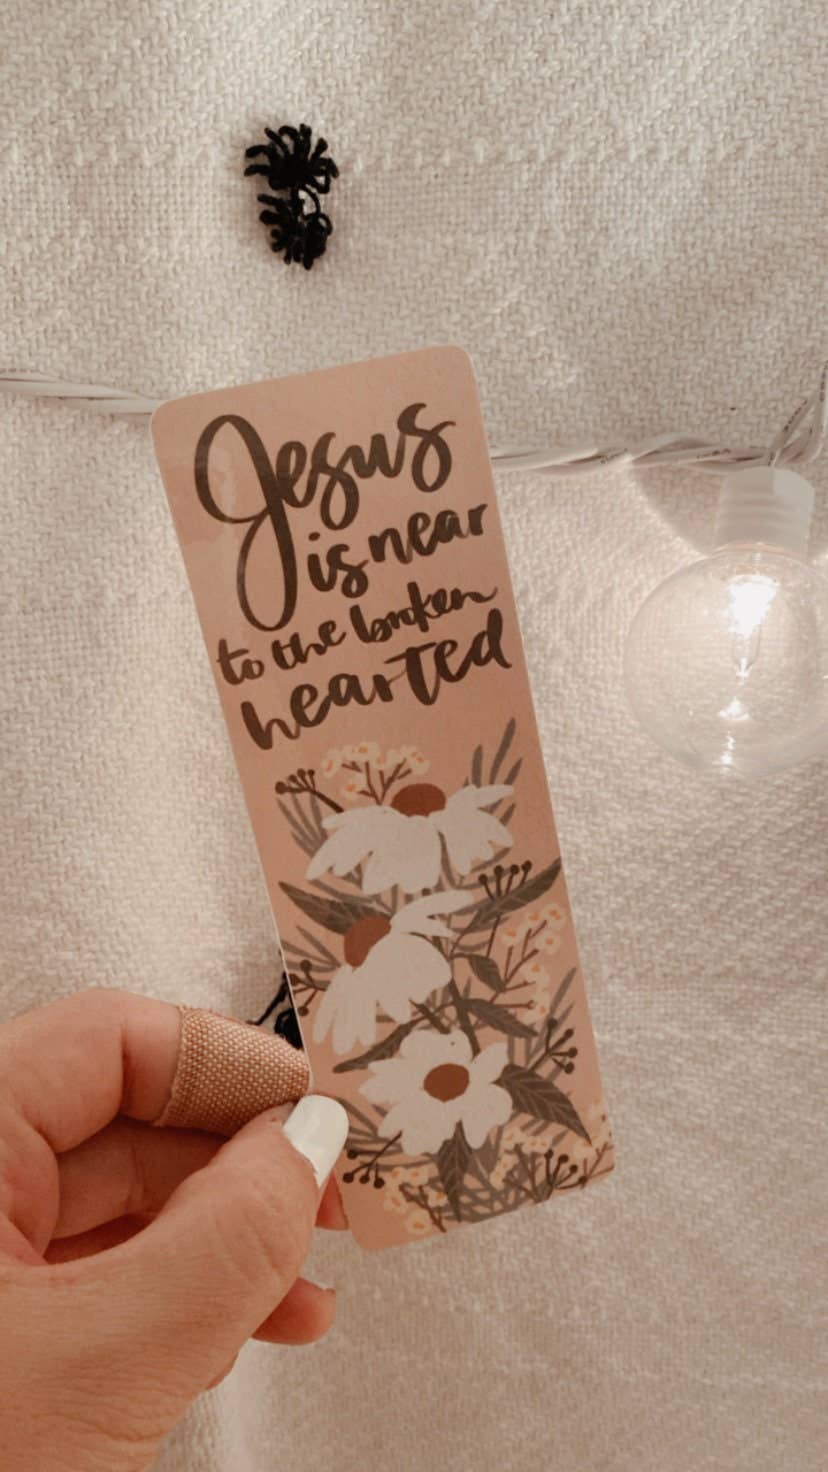 Jesus
is near
to the broken
hearted